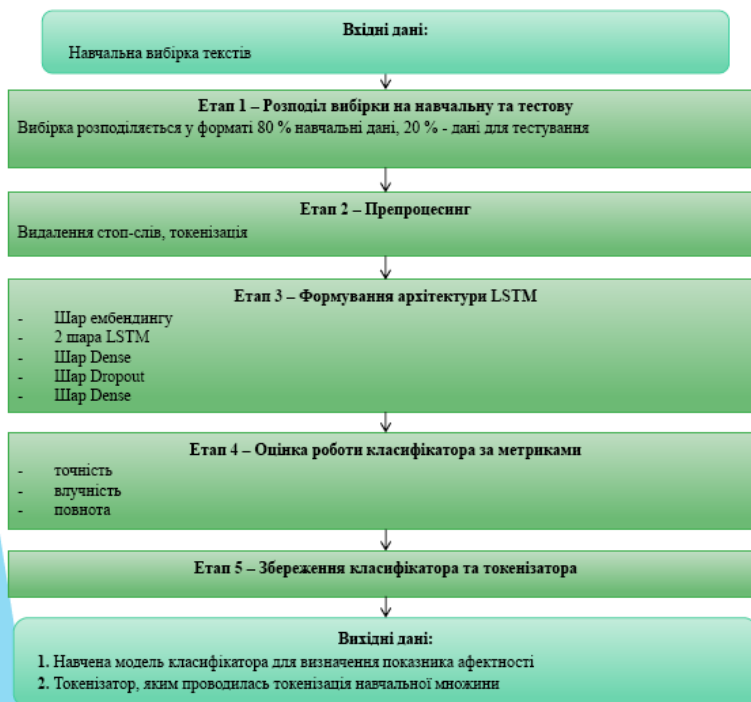 Вхідні дані:
Навчальна вибірка текстів
Етап 1 – Розподіл вибірки на навчальну та тестову
Вибірка розподіляється у форматі 80 % навчальні дані, 20 % - дані для тестування
Етап 2 – Препроцесинг
Видалення стоп-слів, токенізація
Етап 3 – Формування архітектури LSTM
- Шар ембендингу
- 2 шара LSTM
- Шар Dense
- Шар Dropout
- Шар Dense
Етап 4 – Оцінка роботи класифікатора за метриками
- точність
- влучність
- повнота
Етап 5 – Збереження класифікатора та токенізатора
Вихідні дані:
1. Навчена модель класифікатора для визначення показника афектності
2. Токенізатор, яким проводилась токенізація навчальної множини